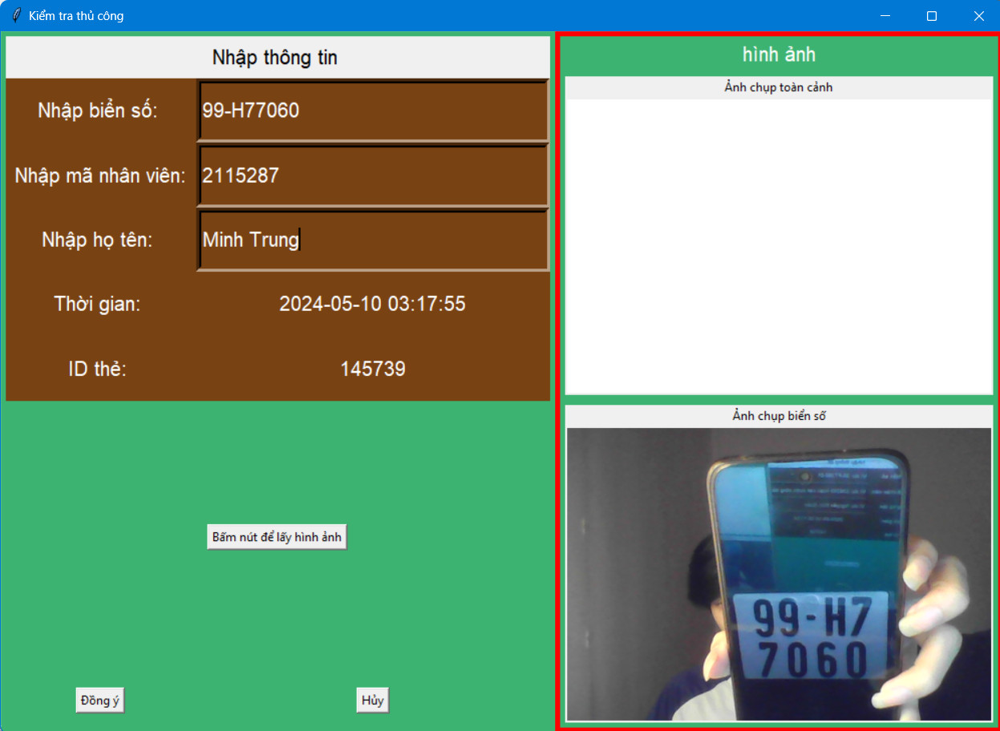 Kiểm tra thủ công
Nhập thông tin
Nhập biển số: 99-H77060
Nhập mã nhân viên: 2115287
Nhập họ tên: Minh Trung
Thời gian: 2024-05-10 03:17:55
ID thẻ: 145739
Bấm nút để lấy hình ảnh
Đồng ý Hủy
hình ảnh
Ảnh chụp toàn cảnh
Ảnh chụp biển số
99-H7
7060